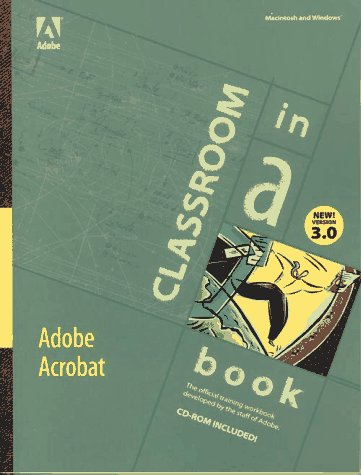 Adobe
Macintosh and Windows
CLASSROOM
in
a
book
NEW!
VERSION
3.0
Adobe
Acrobat
The official training workbook
developed by the staff of Adobe.
CD-ROM INCLUDED!